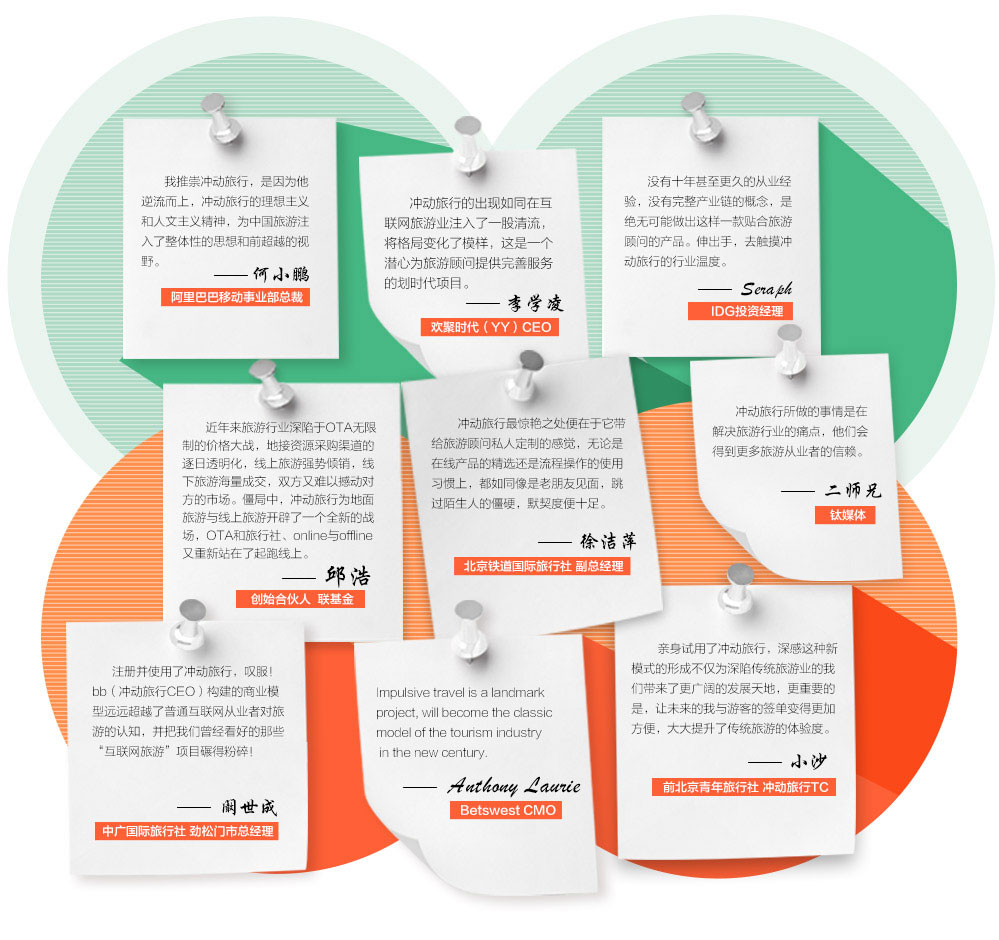 我推崇冲动旅行，是因为他
逆流而上，冲动旅行的理想主义
和人文主义精神，为中国旅游注
入了整体性的思想和前超越的视
野。
—— 何小鹏
阿里巴巴移动事业部总裁
冲动旅行的出现如同在互
联网旅游业注入了一股清流，
将格局变化了模样，这是一个
潜心为旅游顾问提供完善服务
的划时代项目。
—— 李学凌
欢聚时代（YY）CEO
没有十年甚至更久的从业经
验，没有完整产业链的概念，是
绝无可能做出这样一款贴合旅游
顾问的产品。伸出手，去触摸冲
动旅行的行业温度。
—— Seraph
IDG投资经理
近年来旅游行业深陷于OTA无限
制的价格大战，地接资源采购渠道的
逐日透明化，线上旅游强势倾销，线
下旅游海量成交，双方又难以撼动对
方的市场。僵局中，冲动旅行为地面
旅游与线上旅游开辟了一个全新的战
场，OTA和旅行社、online与offline
又重新站在了起跑线上。
—— 邱浩
创始合伙人 联基金
冲动旅行最惊艳之处便在于它带
给旅游顾问私人定制的感觉，无论是
在线产品的精选还是流程操作的使用
习惯上，都如同像是老朋友见面，跳
过陌生人的僵硬，默契度便十足。
—— 徐洁萍
北京铁道国际旅行社 副总经理
冲动旅行所做的事情是在
解决旅游行业的痛点，他们会
得到更多旅游从业者的信赖。
—— 二师兄
钛媒体
注册并使用了冲动旅行，叹服！
bb（冲动旅行CEO）构建的商业模
型远远超越了普通互联网从业者对旅
游的认知，并把我们曾经看好的那些
“互联网旅游”项目碾得粉碎！
—— 阚世成
中广国际旅行社 劲松门市总经理
Impulsive travel is a landmark
project, will become the classic
model of the tourism industry
in the new century.
—— Anthony Laurie
Betswest CMO
亲身试用了冲动旅行，深感这种新
模式的形成不仅为深陷传统旅游业的我
们带来了更广阔的发展天地，更重要的
是，让未来的我与游客的签单变得更加
方便，大大提升了传统旅游的体验度。
—— 小沙
前北京青年旅行社 冲动旅行TC